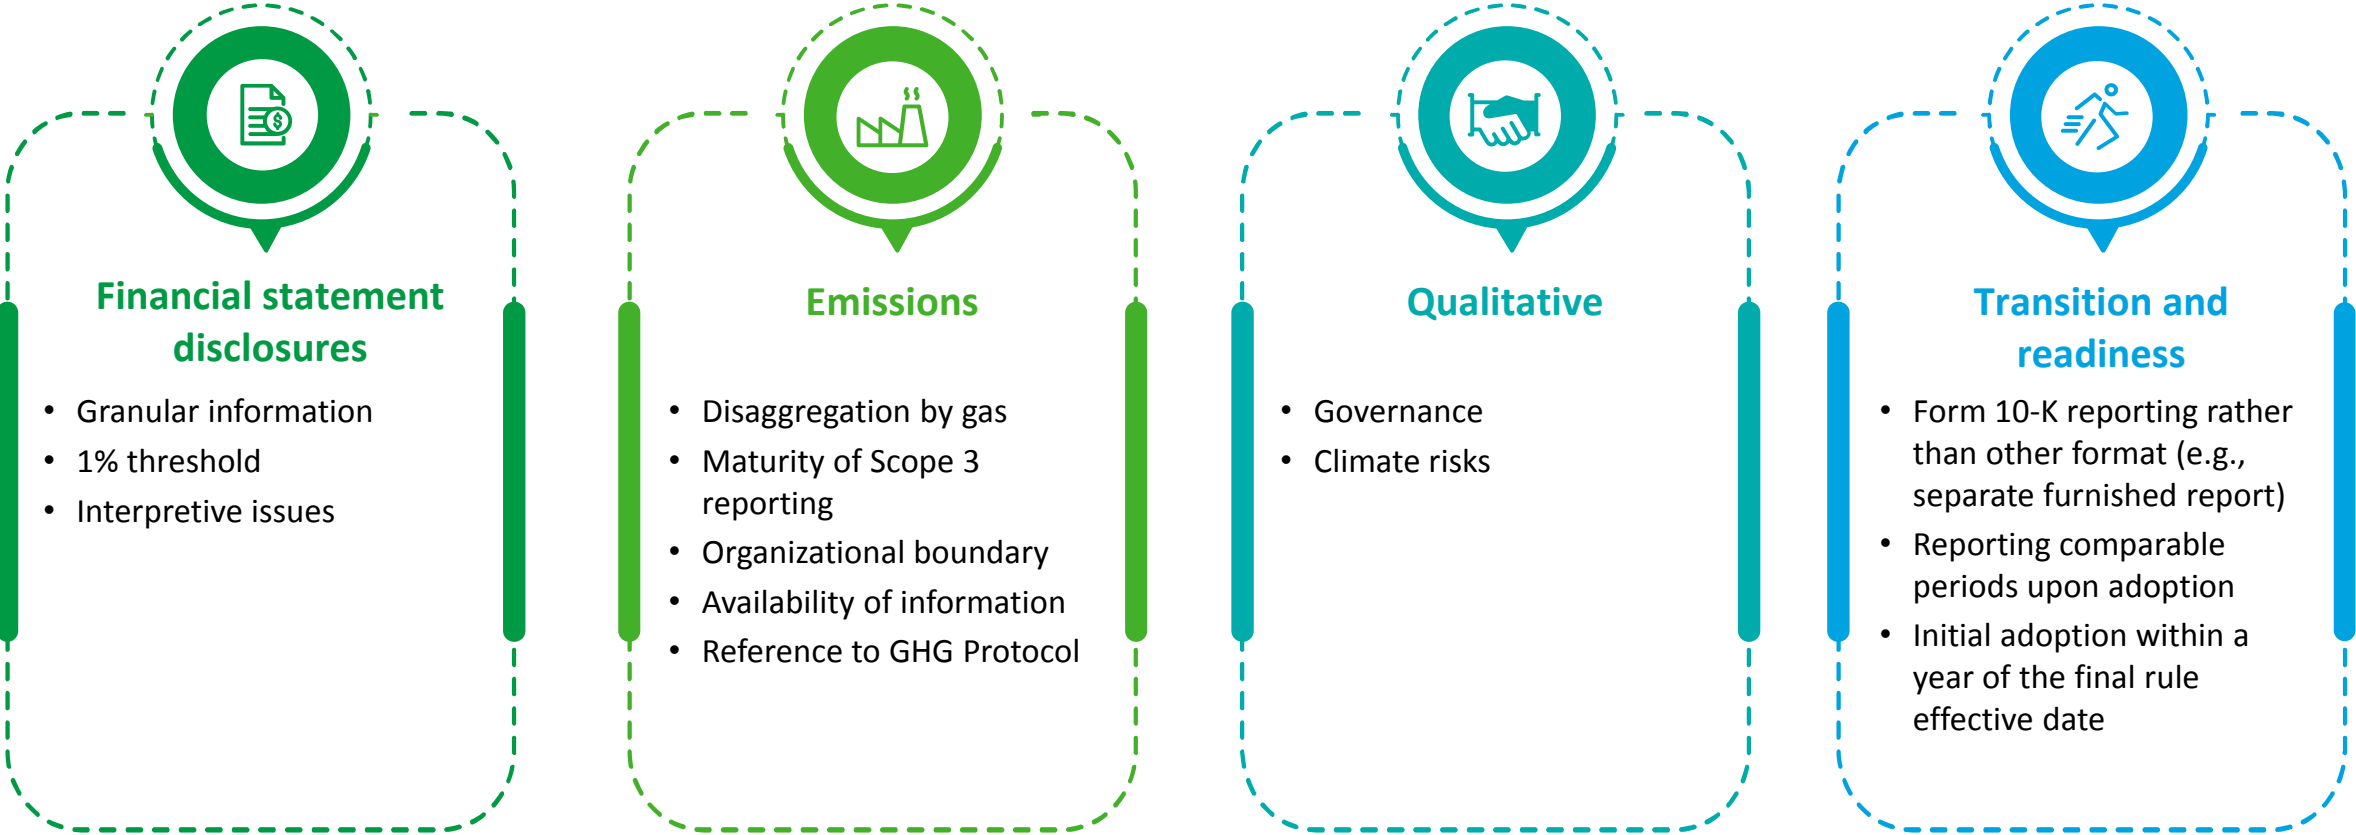 Financial statement
disclosures
• Granular information
• 1% threshold
• Interpretive issues
Emissions
• Disaggregation by gas
• Maturity of Scope 3
reporting
• Organizational boundary
• Availability of information
• Reference to GHG Protocol
Qualitative
• Governance
• Climate risks
Transition and
readiness
• Form 10-K reporting rather
than other format (e.g.,
separate furnished report)
• Reporting comparable
periods upon adoption
• Initial adoption within a
year of the final rule
effective date